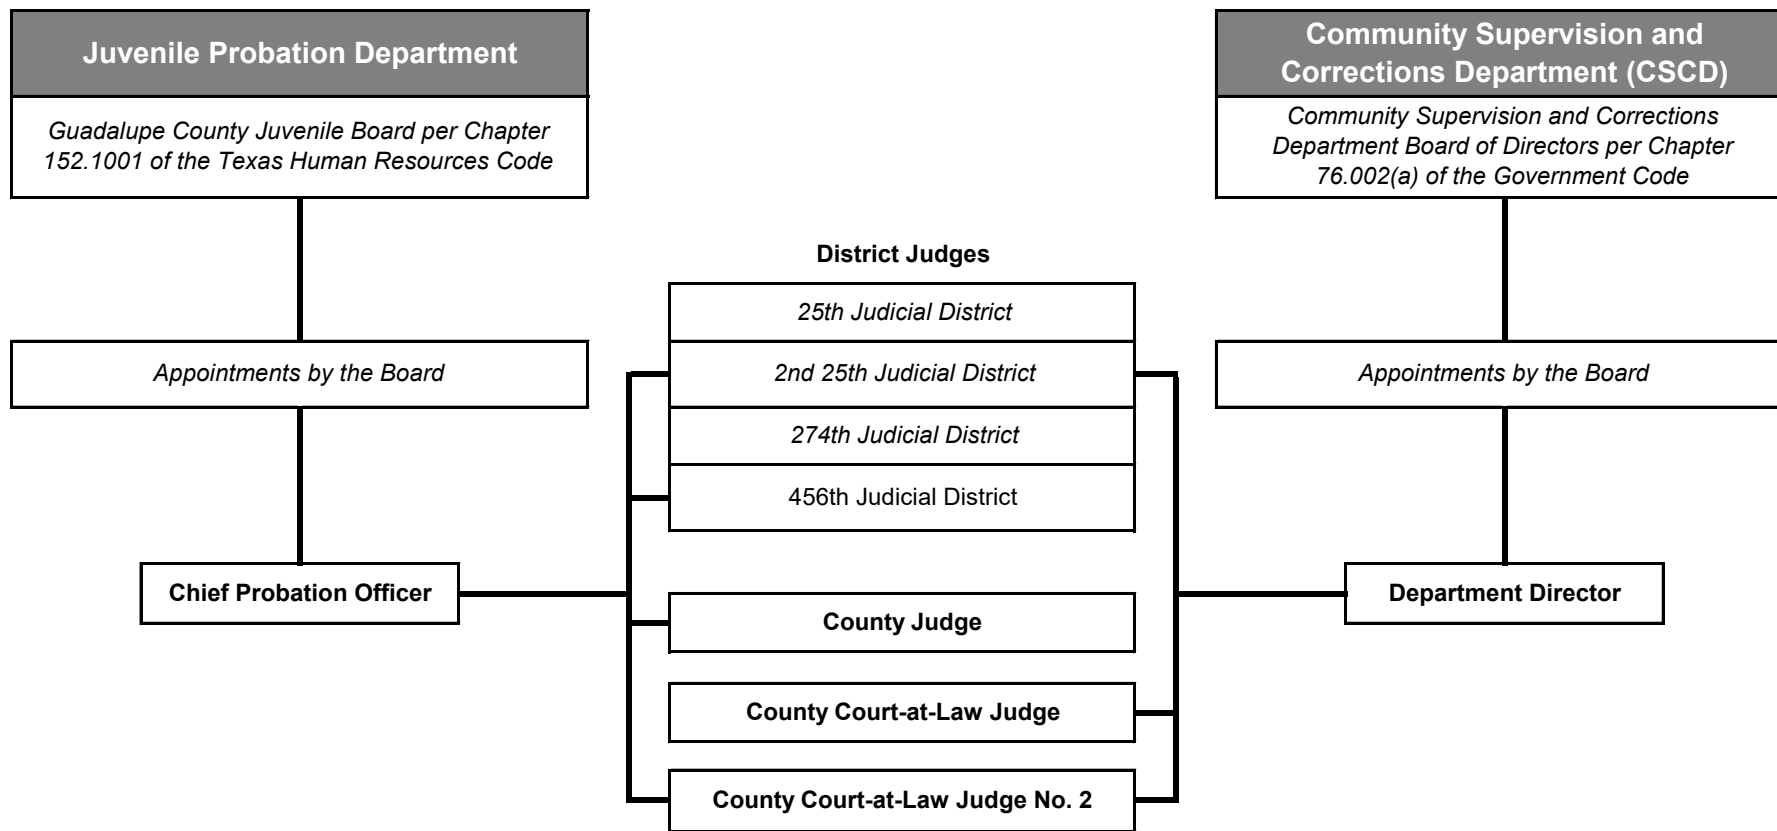 Juvenile Probation Department
Guadalupe County Juvenile Board per Chapter
152.1001 of the Texas Human Resources Code
Community Supervision and
Corrections Department (CSCD)
Community Supervision and Corrections
Department Board of Directors per Chapter
76.002(a) of the Government Code
District Judges
25th Judicial District
Appointments by the Board
2nd 25th Judicial District
Appointments by the Board
274th Judicial District
456th Judicial District
Chief Probation Officer
Department Director
County Judge
County Court-at-Law Judge
County Court-at-Law Judge No. 2